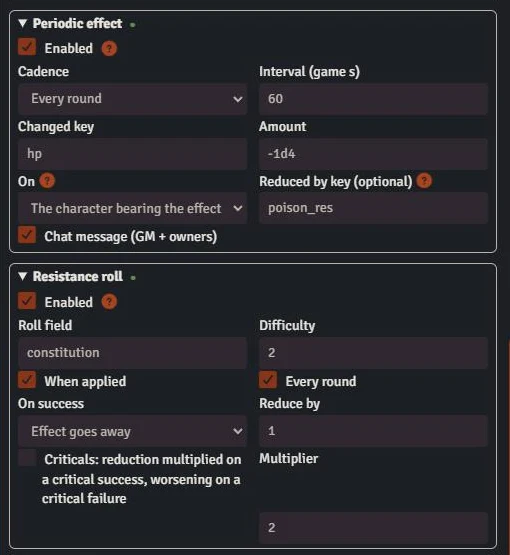 ▼ Periodic effect
Enabled ?
Cadence Interval (game s)
Every round 60
Changed key Amount
hp -1d4
On ? Reduced by key (optional) ?
The character bearing the effect poison_res
Chat message (GM + owners)
▼ Resistance roll
Enabled ?
Roll field Difficulty
constitution 2
When applied Every round
On success Reduce by
Effect goes away 1
Criticals: reduction multiplied on Multiplier
a critical success, worsening on a
critical failure
2